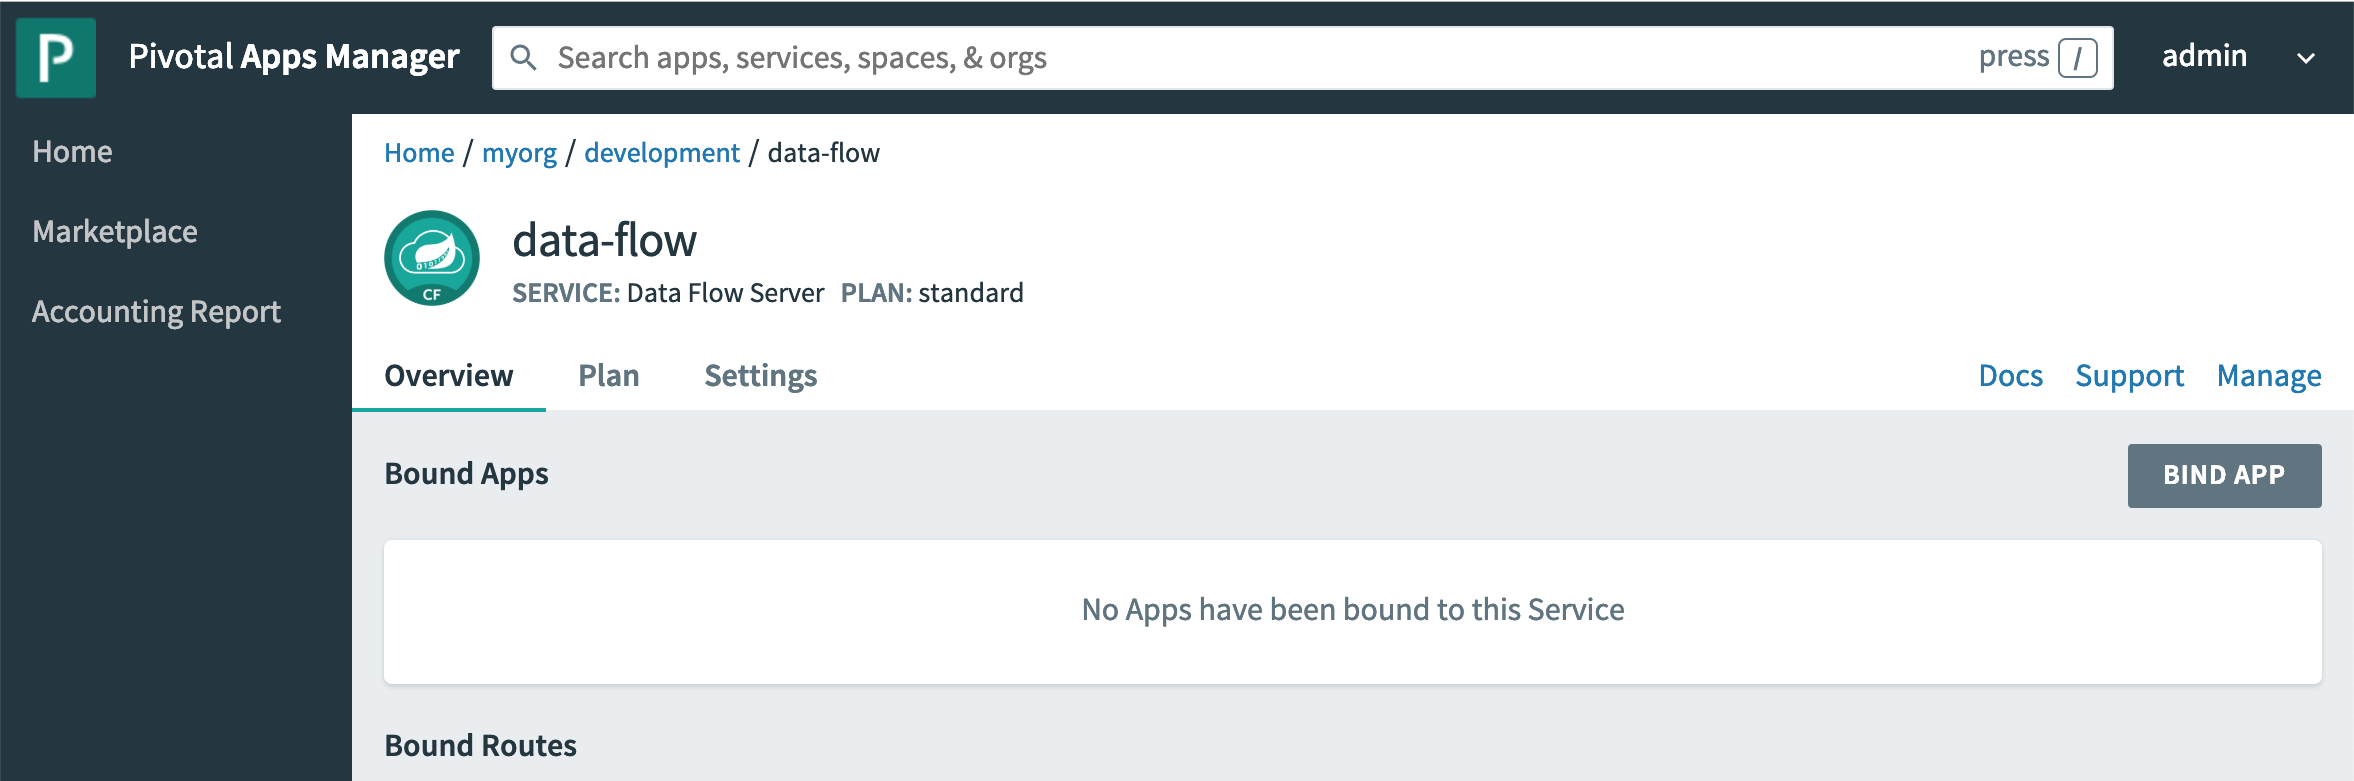 P Pivotal Apps Manager Search apps, services, spaces, & orgs press / admin
Home
Marketplace
Accounting Report
Home / myorg / development / data-flow
CF
data-flow
SERVICE: Data Flow Server PLAN: standard
Overview Plan Settings Docs Support Manage
Bound Apps BIND APP
No Apps have been bound to this Service
Bound Routes